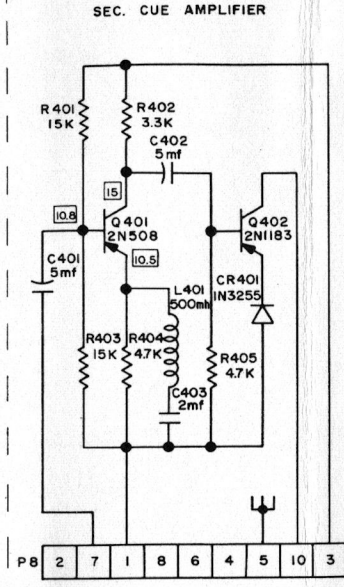 SEC. CUE AMPLIFIER
R401
15K
R402
3.3K
C402
5mf
15
10.8
Q401
2N508
Q402
2N1183
10.5
C401
5mf
L401
500mh
CR401
1N3255
R403
15K
R404
4.7K
R405
4.7K
C403
2mf
P8 2 7 1 8 6 4 5 10 3